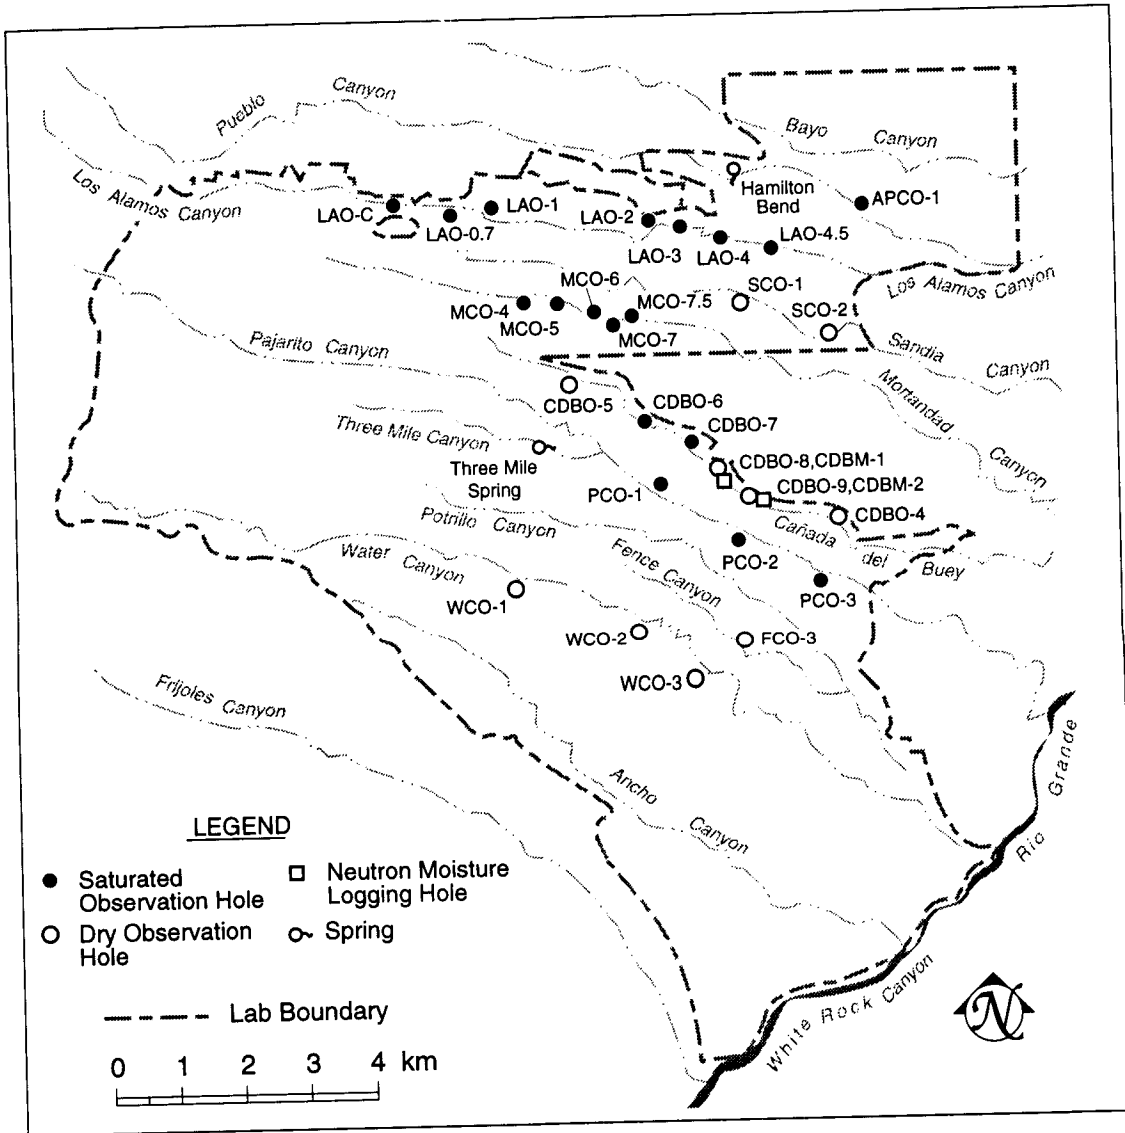 Pueblo Canyon
Bayo Canyon
Los Alamos Canyon
Hamilton
Bend
APCO-1
LAO-C
LAO-0.7
LAO-1
LAO-2
LAO-3
LAO-4
LAO-4.5
Los Alamos Canyon
MCO-6
MCO-4
MCO-5
MCO-7.5
MCO-7
SCO-1
SCO-2
Sandia Canyon
Pajarito Canyon
Mortandad Canyon
CDBO-5
CDBO-6
CDBO-7
Three Mile Canyon
Three Mile
Spring
CDBO-8,CDBM-1
CDBO-9,CDBM-2
CDBO-4
PCO-1
Potrillo Canyon
Cañada del Buey
Water Canyon
Fence Canyon
PCO-2
PCO-3
WCO-1
WCO-2
FCO-3
WCO-3
Frijoles Canyon
Ancho Canyon
Rio Grande
White Rock Canyon
LEGEND
Saturated
Observation Hole
Neutron Moisture
Logging Hole
Dry Observation
Hole
Spring
Lab Boundary
0 1 2 3 4 km
N